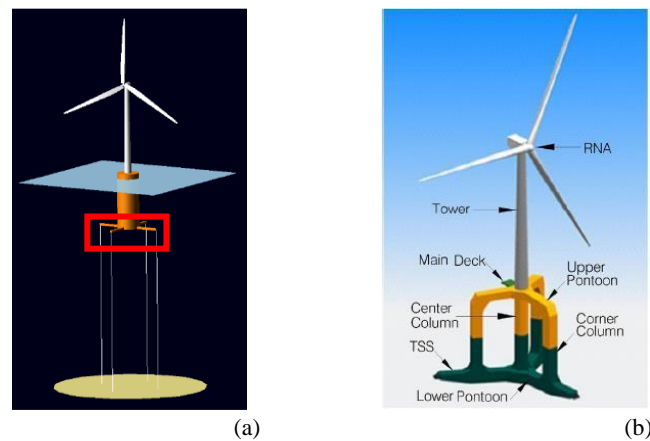 RNA
Tower
Main Deck
Upper
Pontoon
Center
Column
Corner
Column
TSS
Lower Pontoon
(a)
(b)